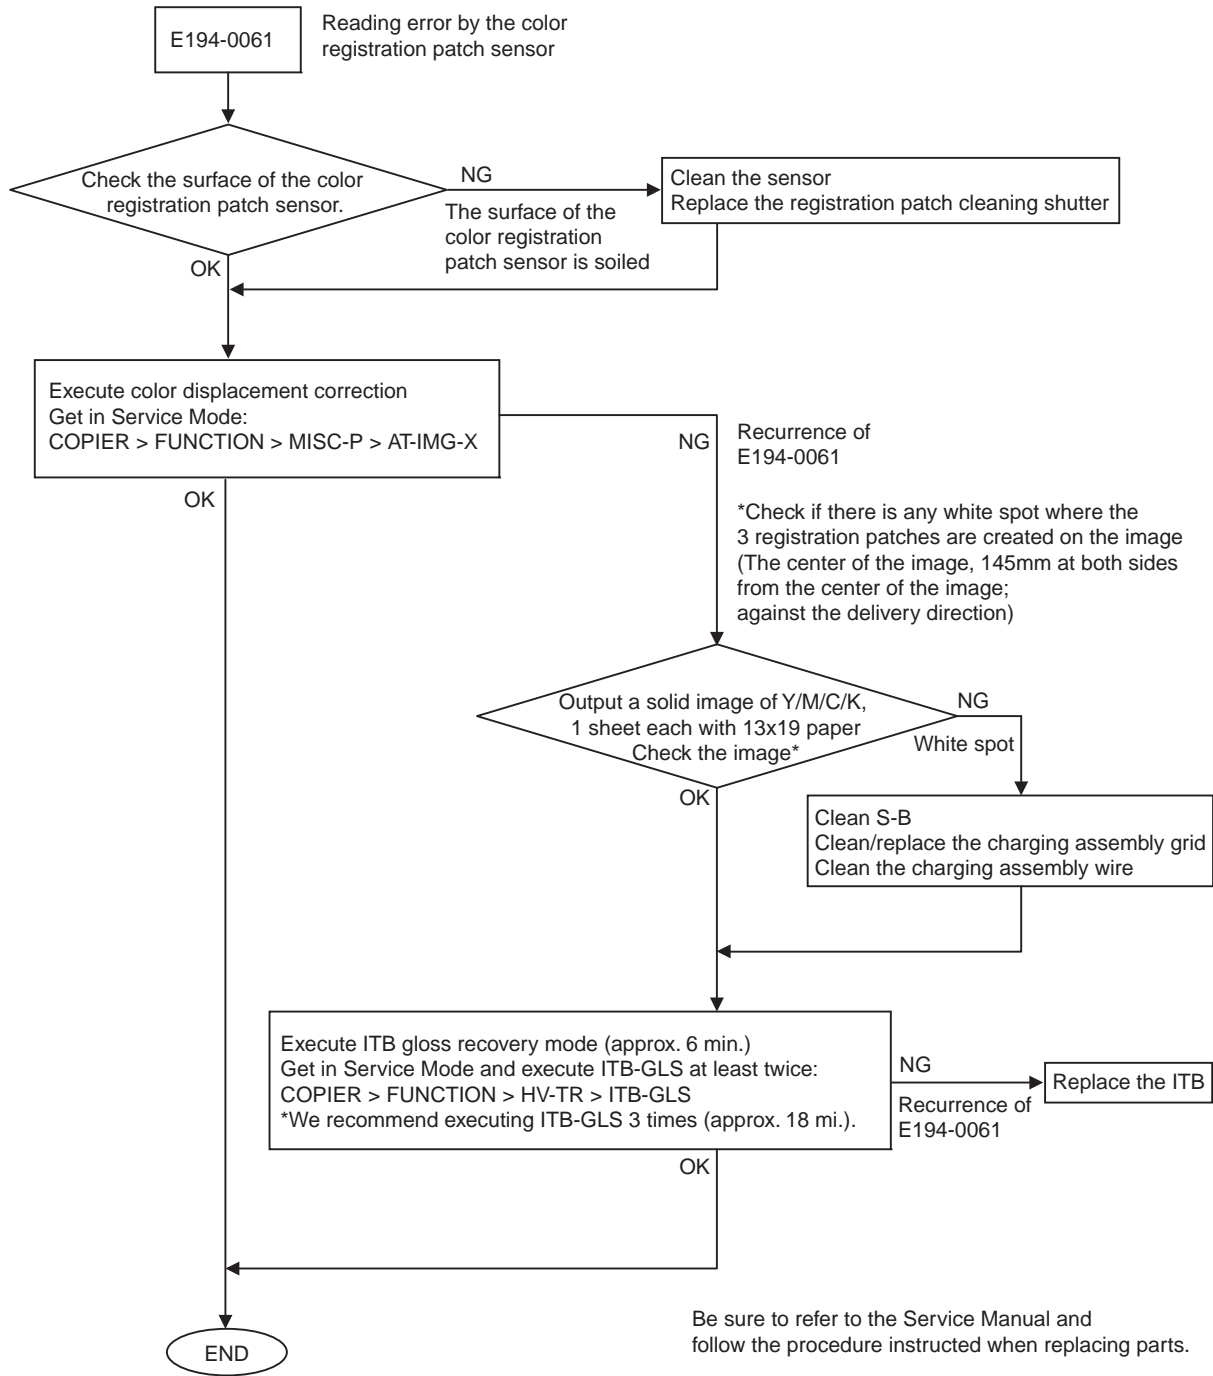 E194-0061
Reading error by the color
registration patch sensor
Check the surface of the color
registration patch sensor.
NG
The surface of the
color registration
patch sensor is soiled
Clean the sensor
Replace the registration patch cleaning shutter
OK
Execute color displacement correction
Get in Service Mode:
COPIER > FUNCTION > MISC-P > AT-IMG-X
NG
Recurrence of
E194-0061
OK
*Check if there is any white spot where the
3 registration patches are created on the image
(The center of the image, 145mm at both sides
from the center of the image;
against the delivery direction)
Output a solid image of Y/M/C/K,
1 sheet each with 13x19 paper
Check the image*
NG
White spot
OK
Clean S-B
Clean/replace the charging assembly grid
Clean the charging assembly wire
Execute ITB gloss recovery mode (approx. 6 min.)
Get in Service Mode and execute ITB-GLS at least twice:
COPIER > FUNCTION > HV-TR > ITB-GLS
*We recommend executing ITB-GLS 3 times (approx. 18 mi.).
NG
Recurrence of
E194-0061
Replace the ITB
OK
END
Be sure to refer to the Service Manual and
follow the procedure instructed when replacing parts.